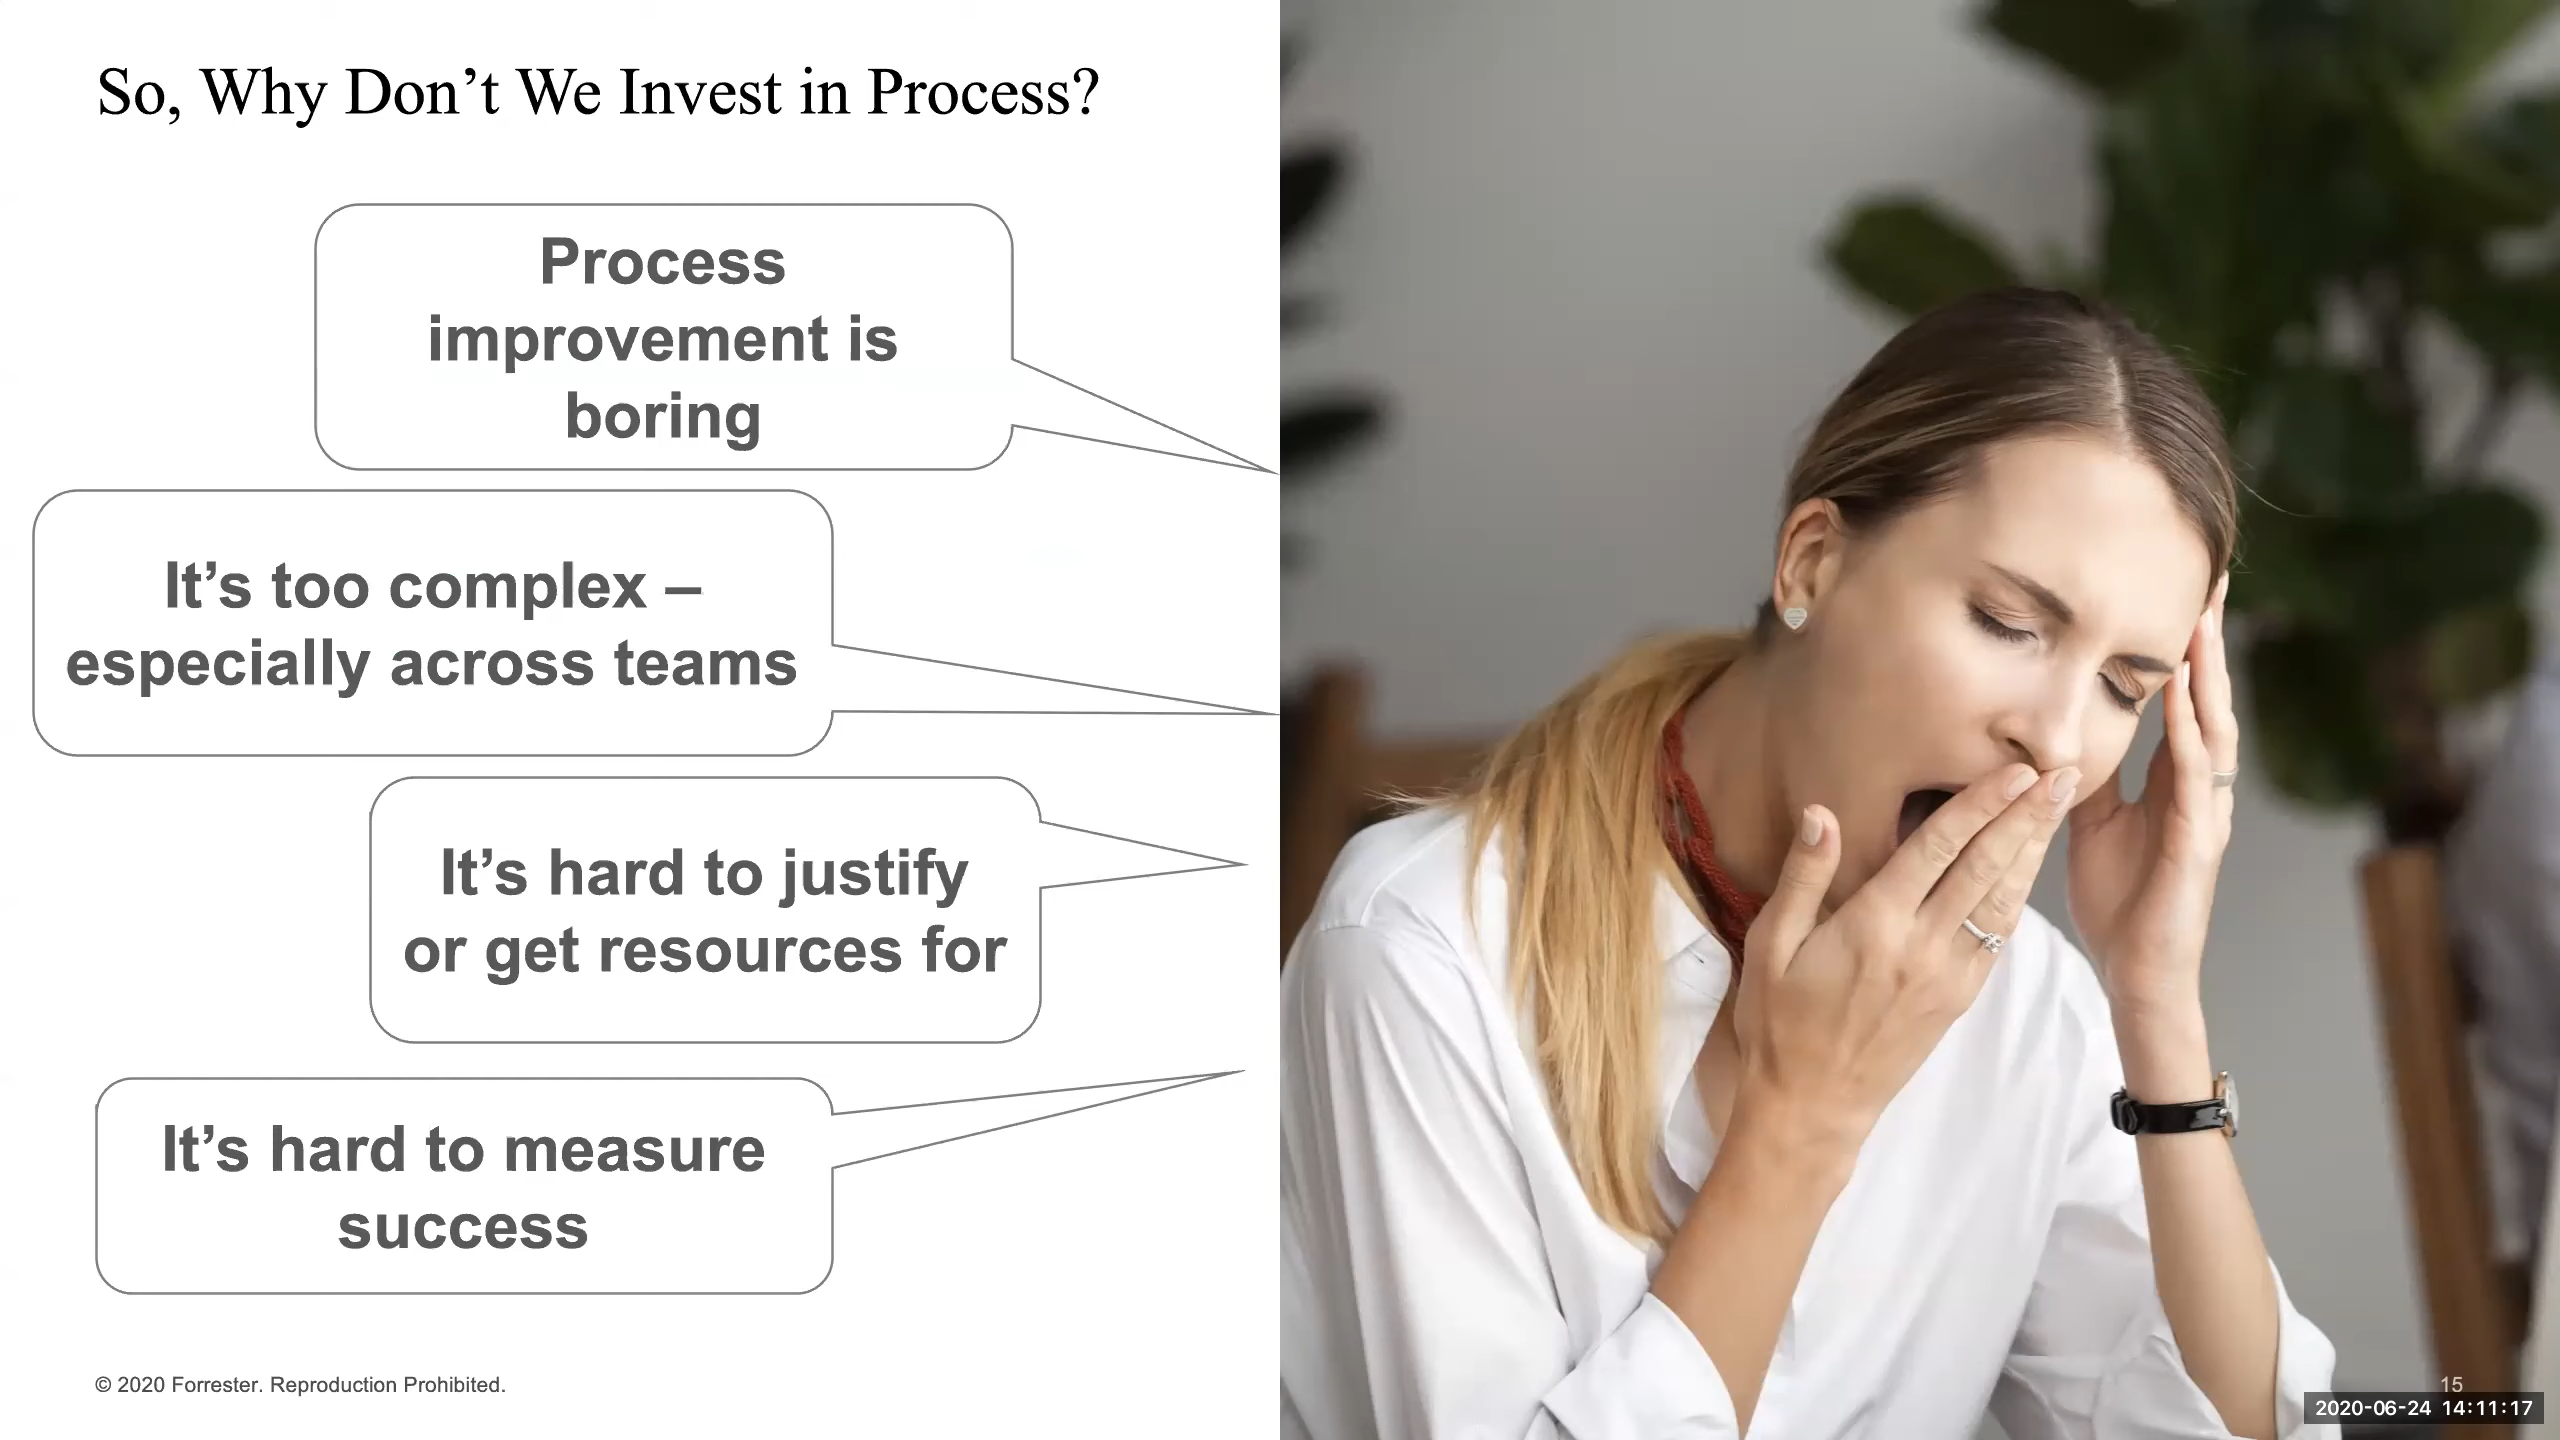 So, Why Don’t We Invest in Process?
Process
improvement is
boring
It’s too complex –
especially across teams
It’s hard to justify
or get resources for
It’s hard to measure
success
© 2020 Forrester. Reproduction Prohibited.
15
2020-06-24 14:11:17